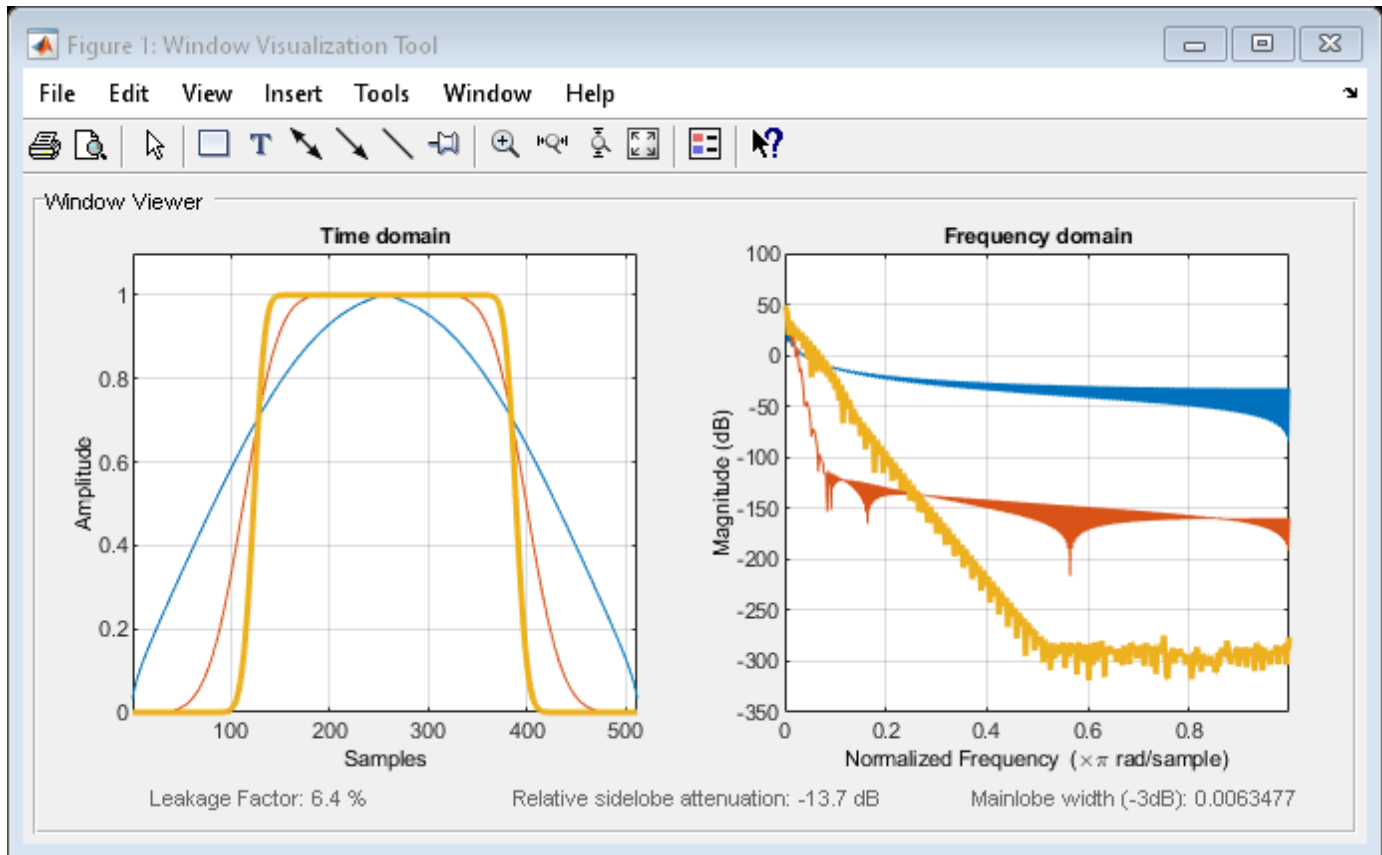 Figure 1: Window Visualization Tool
File Edit View Insert Tools Window Help
T
?
Window Viewer
Time domain
1
0.8
0.6
0.4
0.2
0
Amplitude
100 200 300 400 500
Samples
Frequency domain
100
50
0
-50
-100
-150
-200
-250
-300
-350
Magnitude (dB)
0 0.2 0.4 0.6 0.8
Normalized Frequency (×π rad/sample)
Leakage Factor: 6.4 %
Relative sidelobe attenuation: -13.7 dB
Mainlobe width (-3dB): 0.0063477